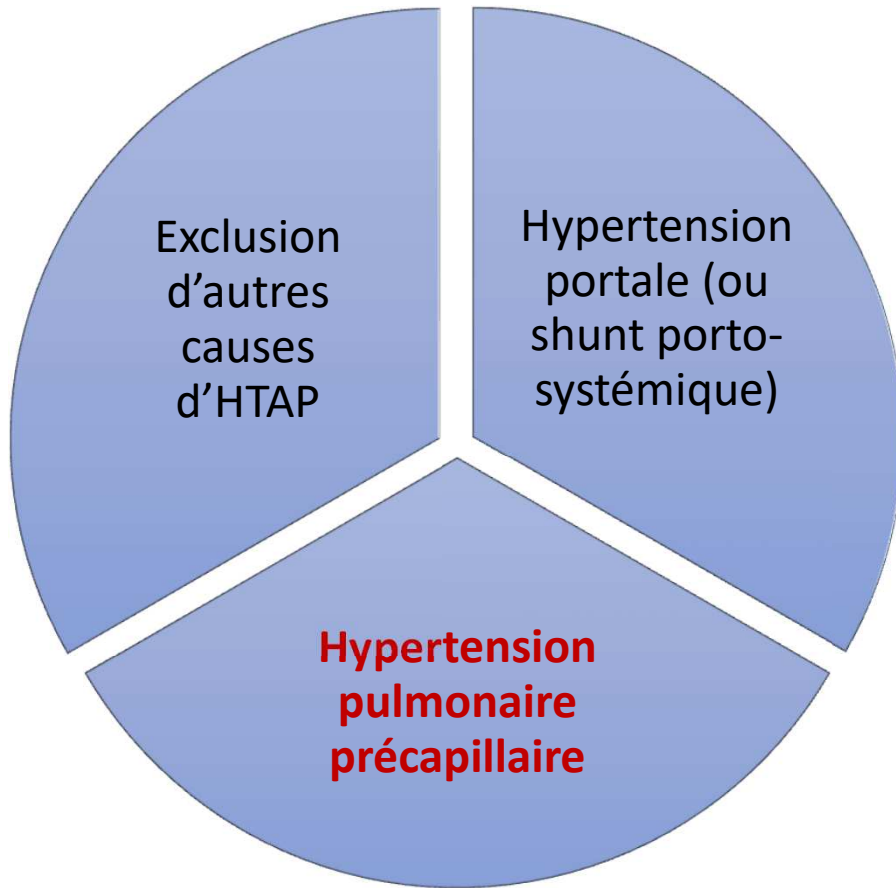 Exclusion
d’autres
causes
d’HTAP
Hypertension
portale (ou
shunt porto-
systémique)
Hypertension
pulmonaire
précapillaire